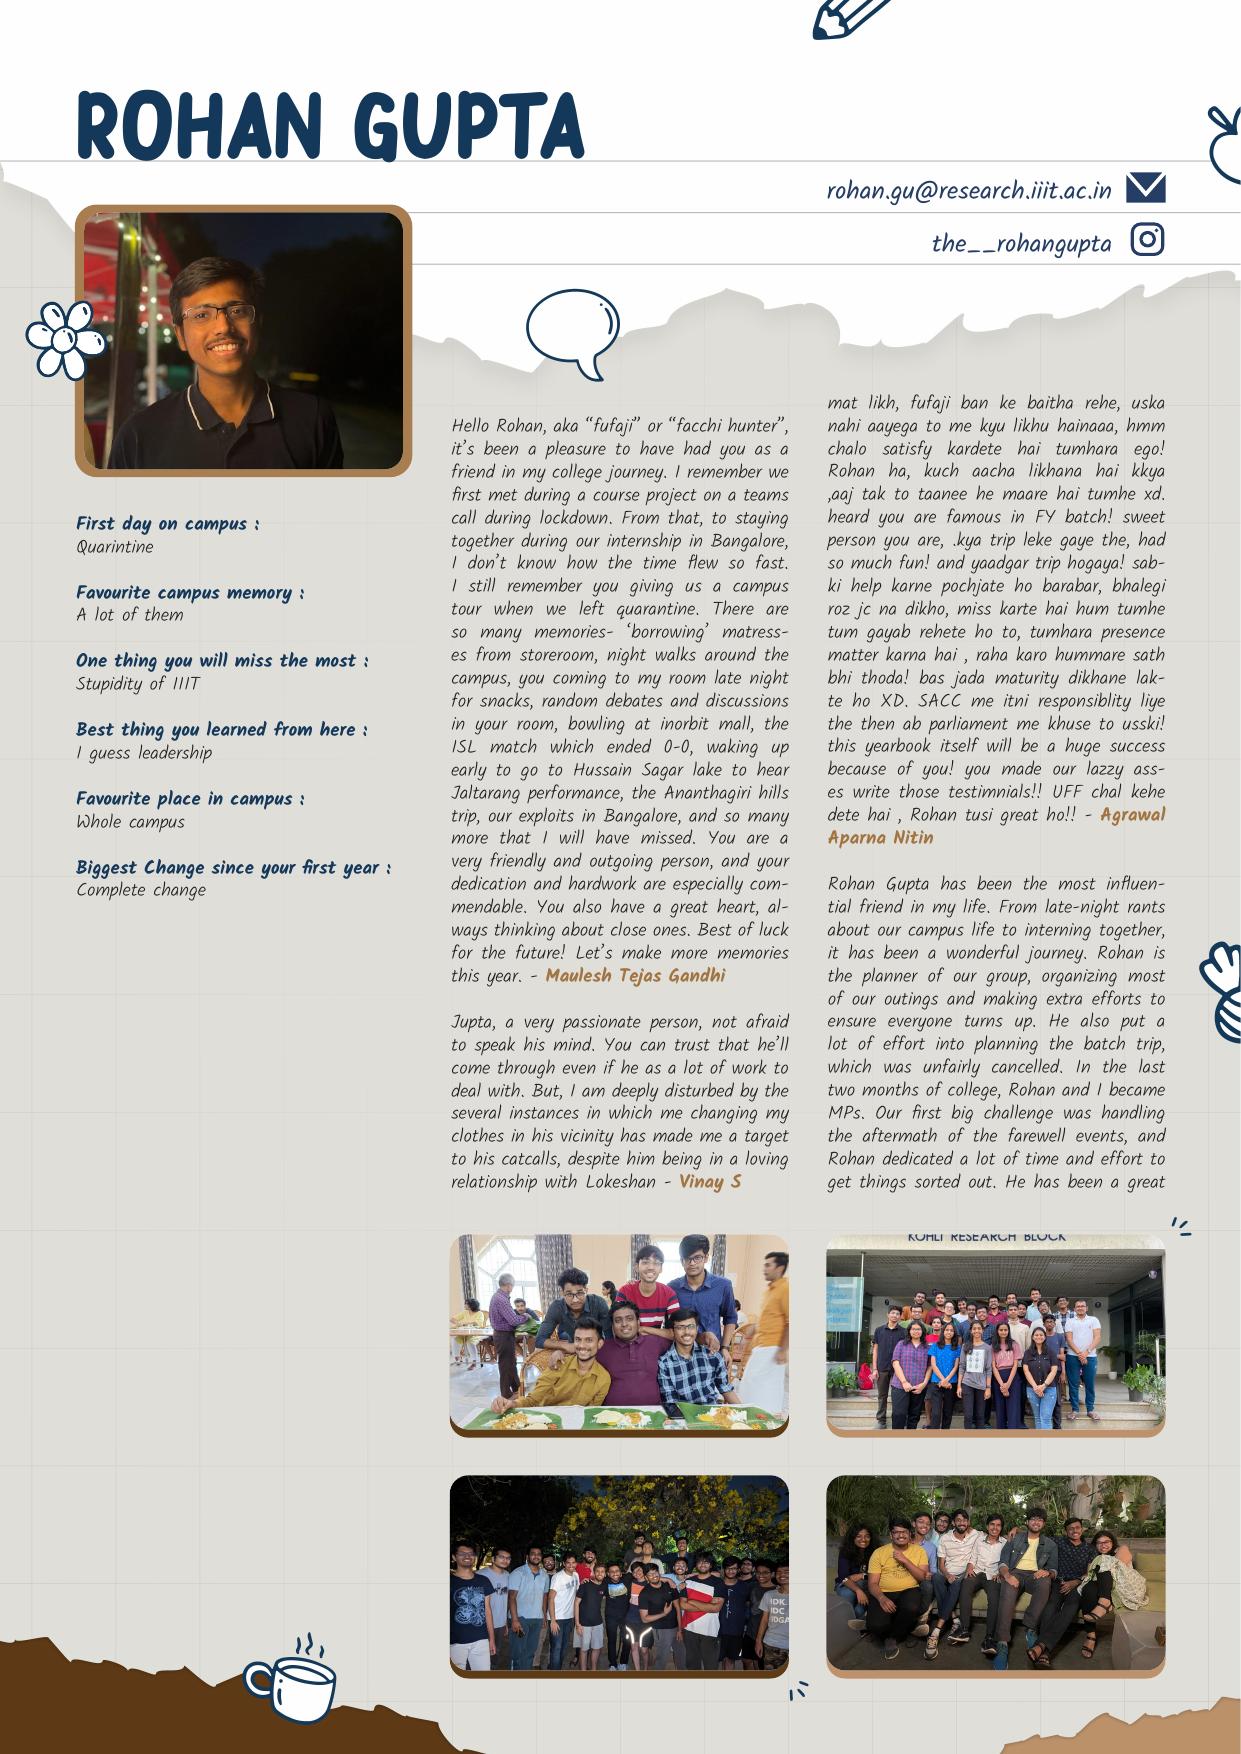 ROHAN GUPTA
rohan.gu@research.iiit.ac.in
the__rohangupta
First day on campus :
Quarintine
Favourite campus memory :
A lot of them
One thing you will miss the most :
Stupidity of IIIT
Best thing you learned from here :
I guess leadership
Favourite place in campus :
Whole campus
Biggest Change since your first year :
Complete change
Hello Rohan, aka “fufaji” or “facchi hunter”,
it’s been a pleasure to have had you as a
friend in my college journey. I remember we
first met during a course project on a teams
call during lockdown. From that, to staying
together during our internship in Bangalore,
I don’t know how the time flew so fast.
I still remember you giving us a campus
tour when we left quarantine. There are
so many memories- ‘borrowing’ matress-
es from storeroom, night walks around the
campus, you coming to my room late night
for snacks, random debates and discussions
in your room, bowling at inorbit mall, the
ISL match which ended 0-0, waking up
early to go to Hussain Sagar lake to hear
Jaltarang performance, the Ananthagiri hills
trip, our exploits in Bangalore, and so many
more that I will have missed. You are a
very friendly and outgoing person, and your
dedication and hardwork are especially com-
mendable. You also have a great heart, al-
ways thinking about close ones. Best of luck
for the future! Let’s make more memories
this year. - Maulesh Tejas Gandhi
Jupta, a very passionate person, not afraid
to speak his mind. You can trust that he’ll
come through even if he as a lot of work to
deal with. But, I am deeply disturbed by the
several instances in which me changing my
clothes in his vicinity has made me a target
to his catcalls, despite him being in a loving
relationship with Lokeshan - Vinay S
mat likh, fufaji ban ke baitha rehe, uska
nahi aayega to me kyu likhu hainaaa, hmm
chalo satisfy kardete hai tumhara ego!
Rohan ha, kuch aacha likhana hai kkya
,aaj tak to taanee he maare hai tumhe xd.
heard you are famous in FY batch! sweet
person you are, .kya trip leke gaye the, had
so much fun! and yaadgar trip hogaya! sab-
ki help karne pochjate ho barabar, bhalegi
roz jc na dikho, miss karte hai hum tumhe
tum gayab rehete ho to, tumhara presence
matter karna hai , raha karo hummare sath
bhi thoda! bas jada maturity dikhane lak-
te ho XD. SACC me itni responsiblity liye
the then ab parliament me khuse to usski!
this yearbook itself will be a huge success
because of you! you made our lazzy ass-
es write those testimnials!! UFF chal kehe
dete hai , Rohan tusi great ho!! - Agrawal
Aparna Nitin
Rohan Gupta has been the most influen-
tial friend in my life. From late-night rants
about our campus life to interning together,
it has been a wonderful journey. Rohan is
the planner of our group, organizing most
of our outings and making extra efforts to
ensure everyone turns up. He also put a
lot of effort into planning the batch trip,
which was unfairly cancelled. In the last
two months of college, Rohan and I became
MPs. Our first big challenge was handling
the aftermath of the farewell events, and
Rohan dedicated a lot of time and effort to
get things sorted out. He has been a great
KOHLI RESEARCH BLOCK
IDK.
IDC.
IDGA